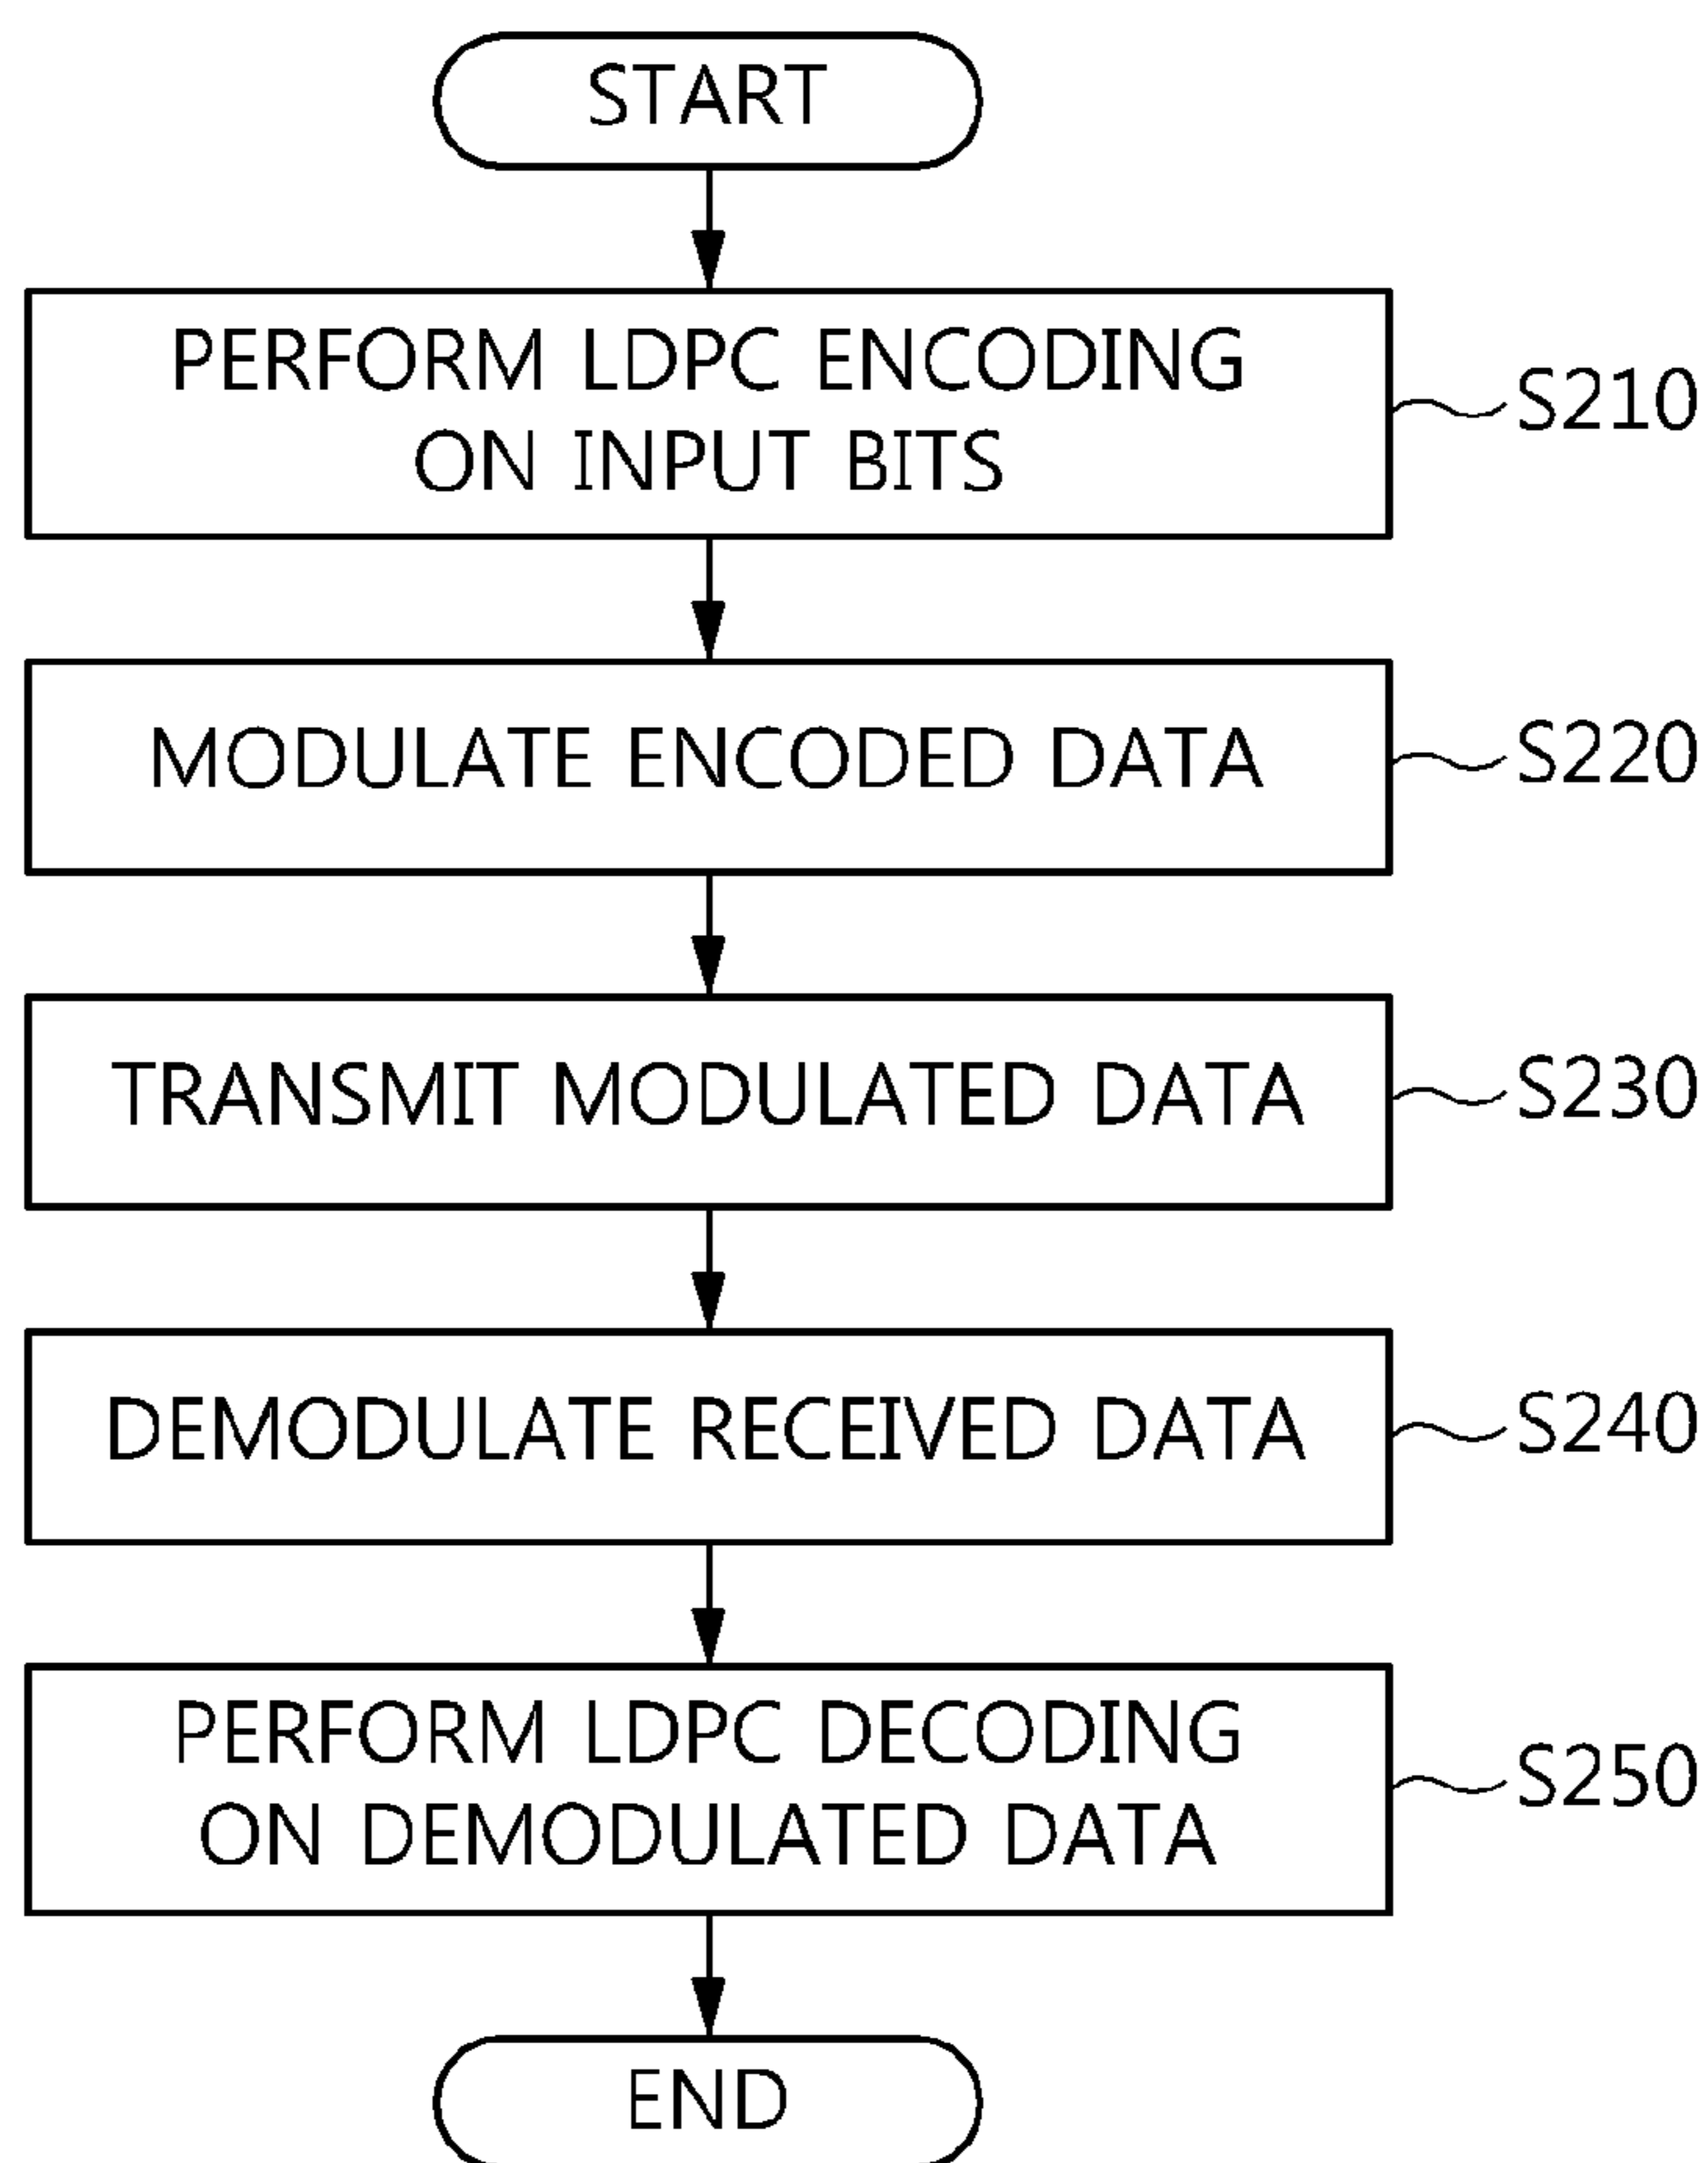 START
PERFORM LDPC ENCODING
ON INPUT BITS
S210
MODULATE ENCODED DATA
S220
TRANSMIT MODULATED DATA
S230
DEMODULATE RECEIVED DATA
S240
PERFORM LDPC DECODING
ON DEMODULATED DATA
S250
END